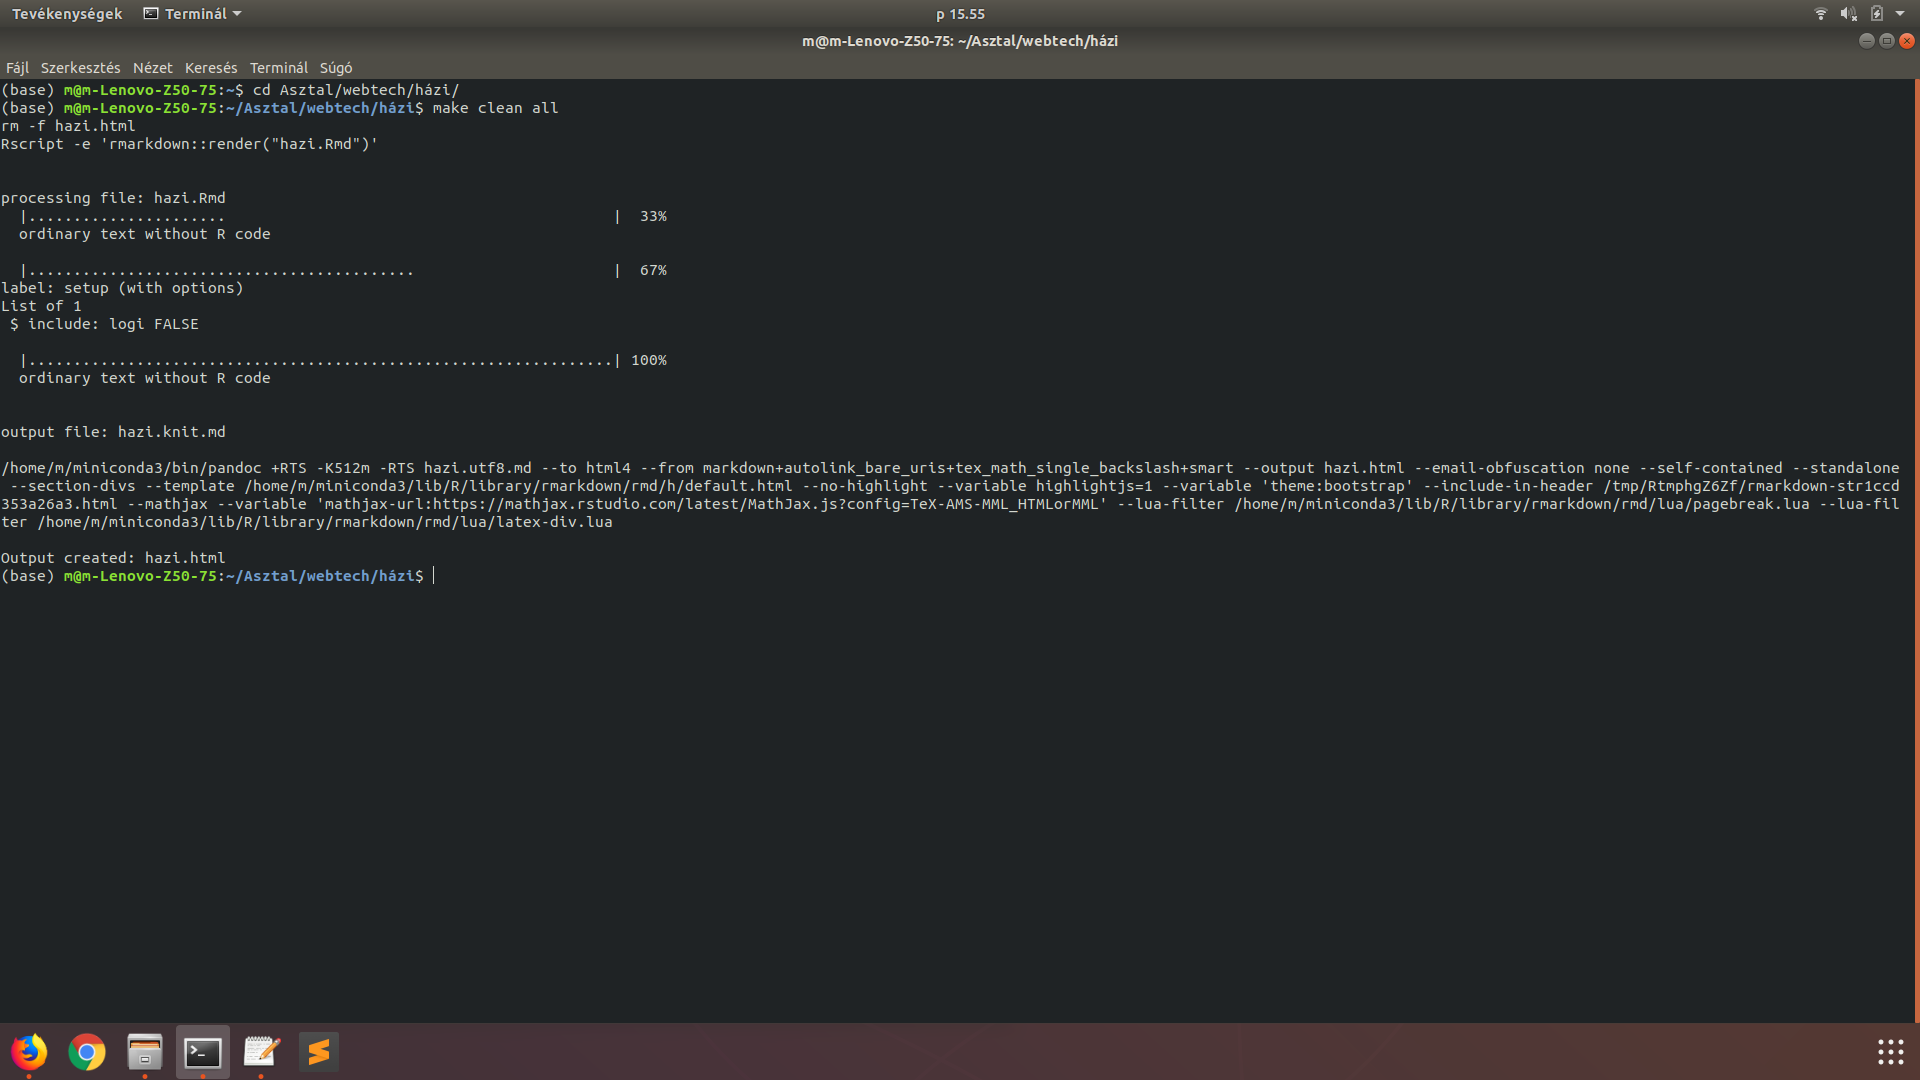 Tevékenységek Terminál p 15.55
m@m-Lenovo-Z50-75: ~/Asztal/webtech/házi
Fájl Szerkesztés Nézet Keresés Terminál Súgó
(base) m@m-Lenovo-Z50-75:~$ cd Asztal/webtech/házi/
(base) m@m-Lenovo-Z50-75:~/Asztal/webtech/házi$ make clean all
rm -f hazi.html
Rscript -e 'rmarkdown::render("hazi.Rmd")'
processing file: hazi.Rmd
|...................... | 33%
ordinary text without R code
|........................................... | 67%
label: setup (with options)
List of 1
$ include: logi FALSE
|.................................................................| 100%
ordinary text without R code
output file: hazi.knit.md
/home/m/miniconda3/bin/pandoc +RTS -K512m -RTS hazi.utf8.md --to html4 --from markdown+autolink_bare_uris+tex_math_single_backslash+smart --output hazi.html --email-obfuscation none --self-contained --standalone
--section-divs --template /home/m/miniconda3/lib/R/library/rmarkdown/rmd/h/default.html --no-highlight --variable highlightjs=1 --variable 'theme:bootstrap' --include-in-header /tmp/RtmphgZ6Zf/rmarkdown-str1ccd
353a26a3.html --mathjax --variable 'mathjax-url:https://mathjax.rstudio.com/latest/MathJax.js?config=TeX-AMS-MML_HTMLorMML' --lua-filter /home/m/miniconda3/lib/R/library/rmarkdown/rmd/lua/pagebreak.lua --lua-fil
ter /home/m/miniconda3/lib/R/library/rmarkdown/rmd/lua/latex-div.lua
Output created: hazi.html
(base) m@m-Lenovo-Z50-75:~/Asztal/webtech/házi$